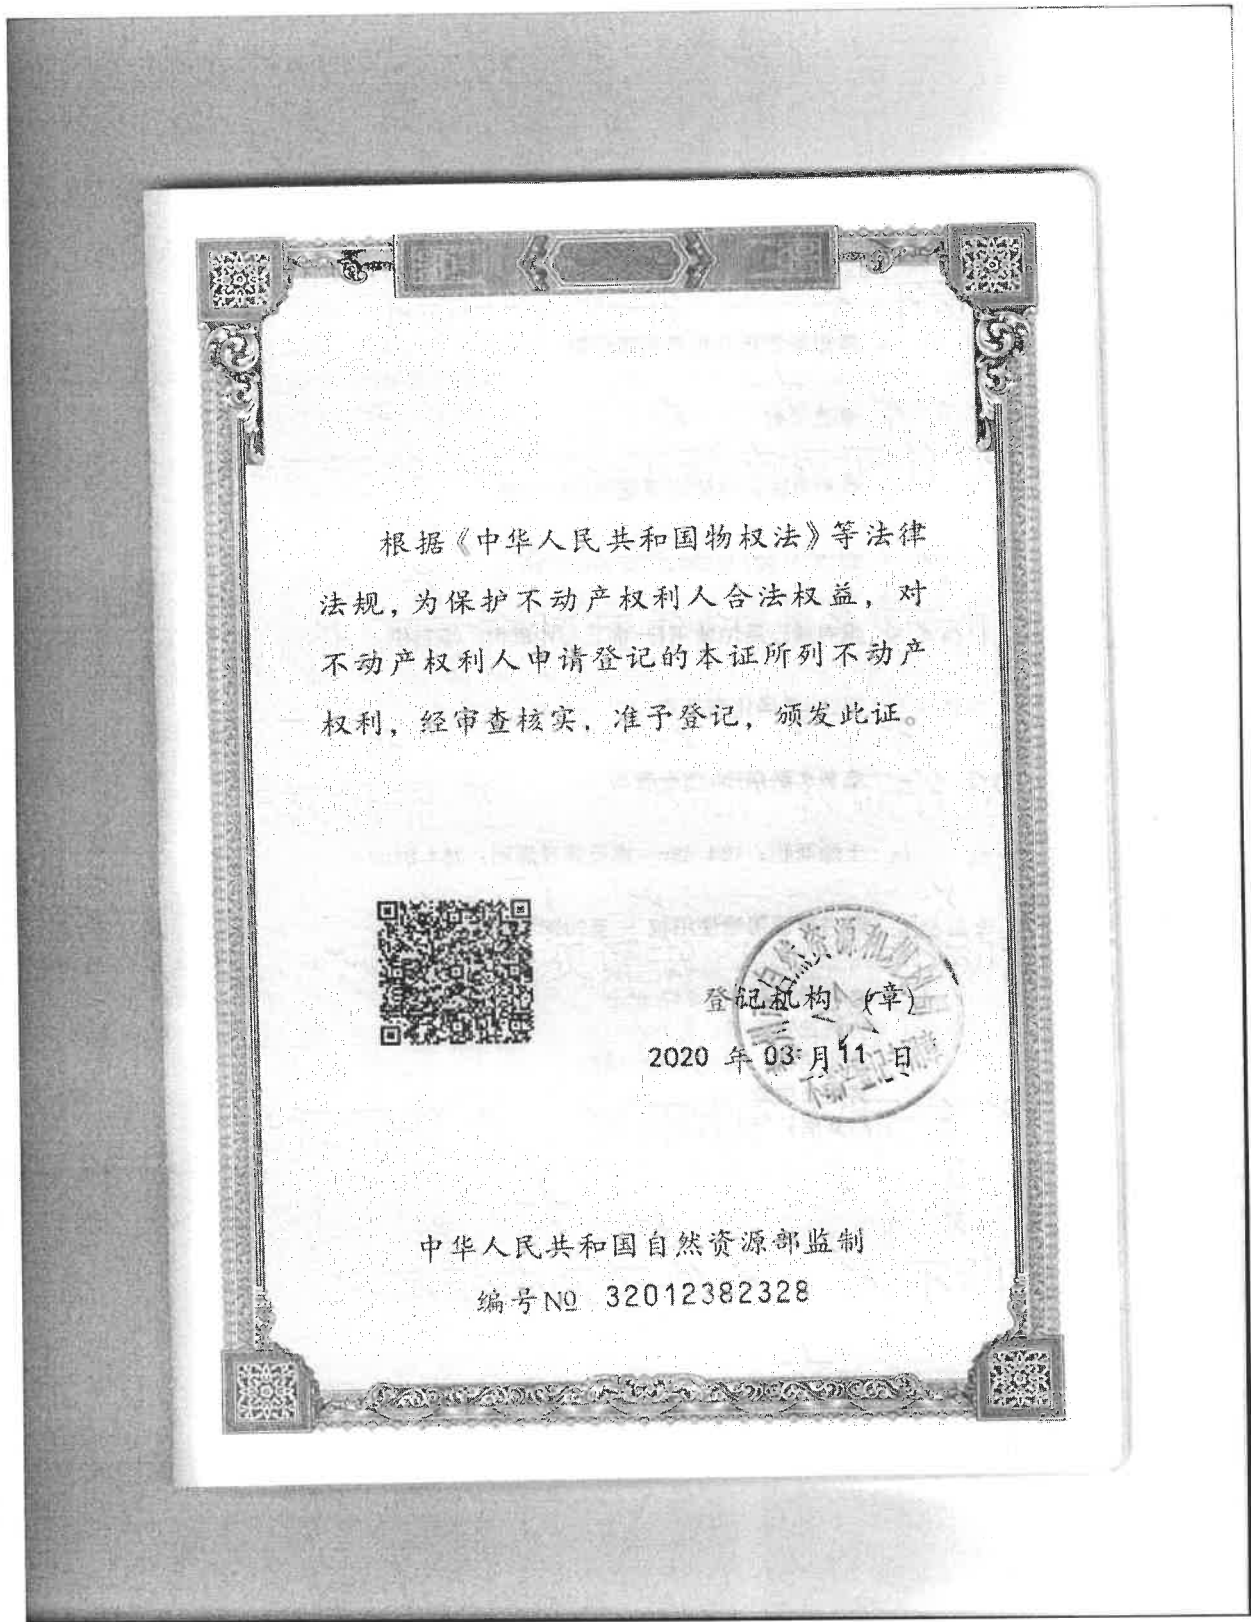 根据《中华人民共和国物权法》等法律
法规，为保护不动产权利人合法权益，对
不动产权利人申请登记的本证所列不动产
权利，经审查核实，准予登记，颁发此证。
登记机构 （章）
2020 年 03 月 11 日
中华人民共和国自然资源部监制
编号№ 32012382328